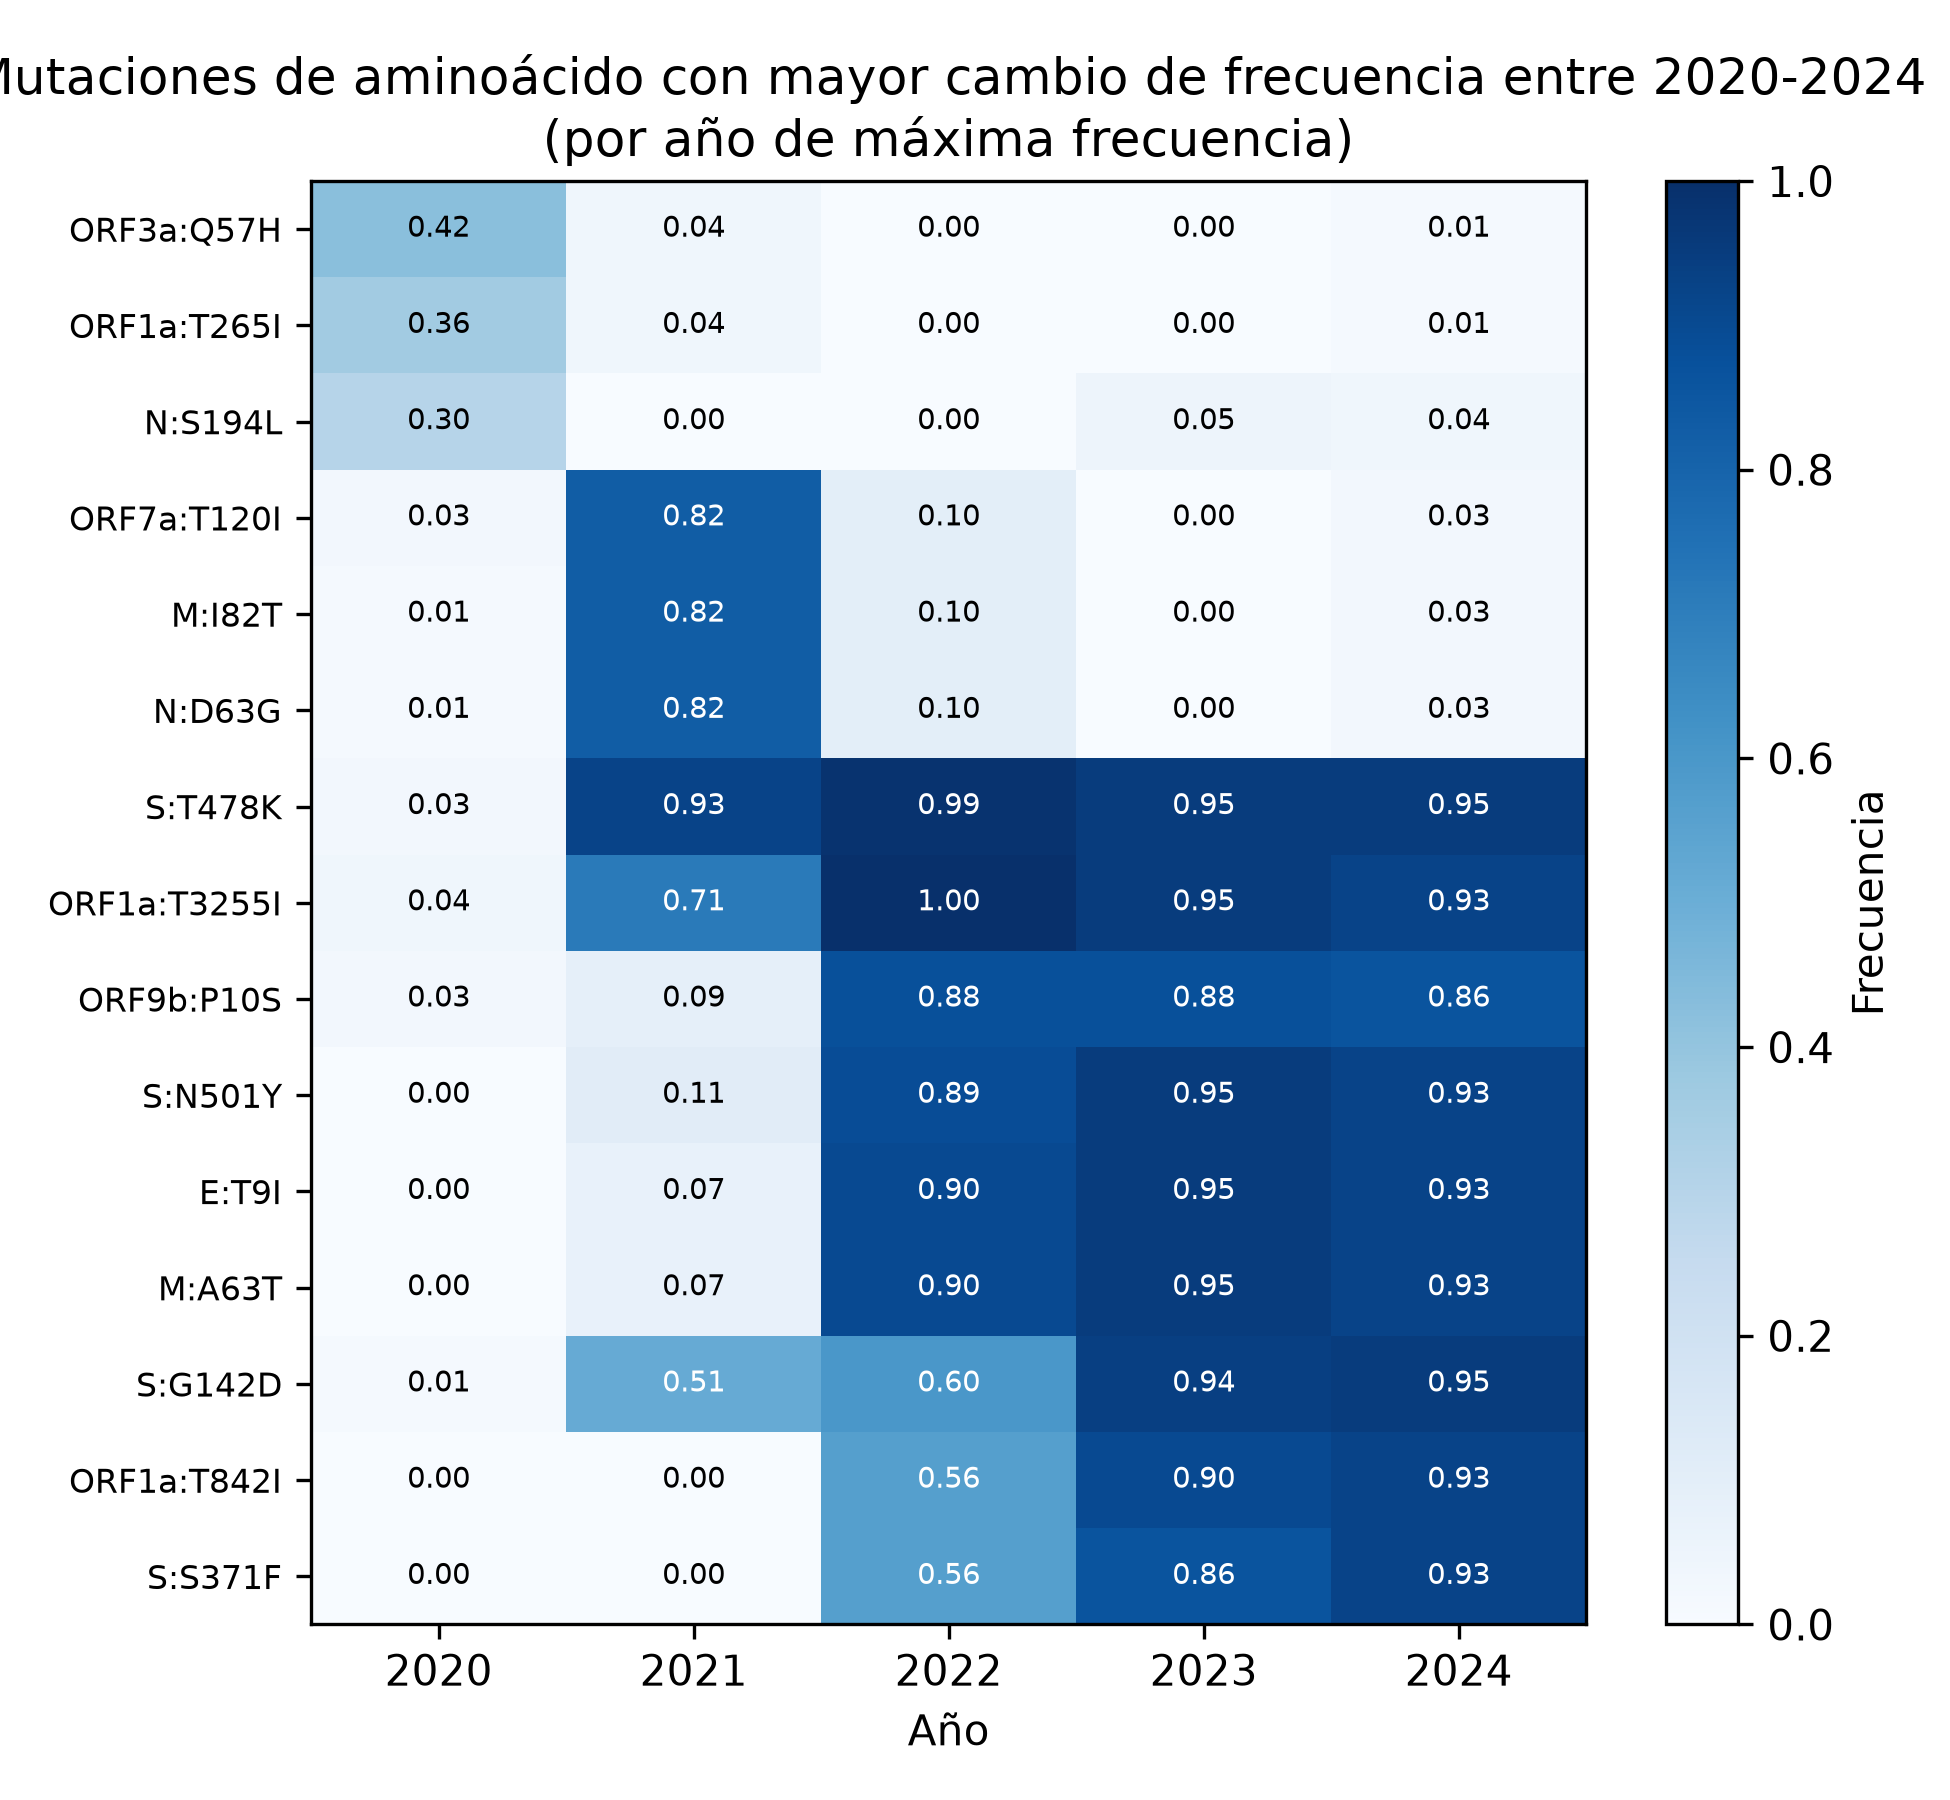 Mutaciones de aminoácido con mayor cambio de frecuencia entre 2020-2024
(por año de máxima frecuencia)
ORF3a:Q57H 0.42 0.04 0.00 0.00 0.01
ORF1a:T265I 0.36 0.04 0.00 0.00 0.01
N:S194L 0.30 0.00 0.00 0.05 0.04
ORF7a:T120I 0.03 0.82 0.10 0.00 0.03
M:I82T 0.01 0.82 0.10 0.00 0.03
N:D63G 0.01 0.82 0.10 0.00 0.03
S:T478K 0.03 0.93 0.99 0.95 0.95
ORF1a:T3255I 0.04 0.71 1.00 0.95 0.93
ORF9b:P10S 0.03 0.09 0.88 0.88 0.86
S:N501Y 0.00 0.11 0.89 0.95 0.93
E:T9I 0.00 0.07 0.90 0.95 0.93
M:A63T 0.00 0.07 0.90 0.95 0.93
S:G142D 0.01 0.51 0.60 0.94 0.95
ORF1a:T842I 0.00 0.00 0.56 0.90 0.93
S:S371F 0.00 0.00 0.56 0.86 0.93
2020 2021 2022 2023 2024
Año
1.0
0.8
0.6
0.4
0.2
0.0
Frecuencia